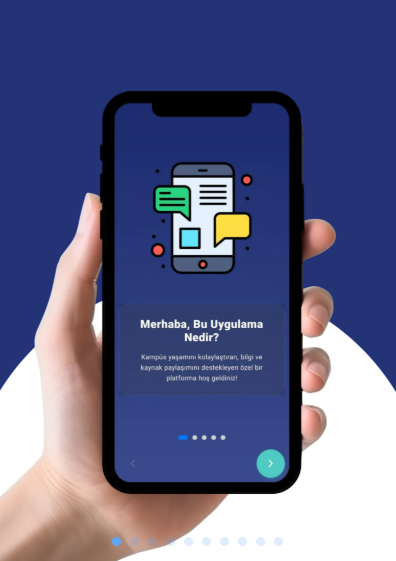 Merhaba, Bu Uygulama
Nedir?
Kampüs yaşamını kolaylaştıran, bilgi ve
kaynak paylaşımını destekleyen özel bir
platforma hoş geldiniz!